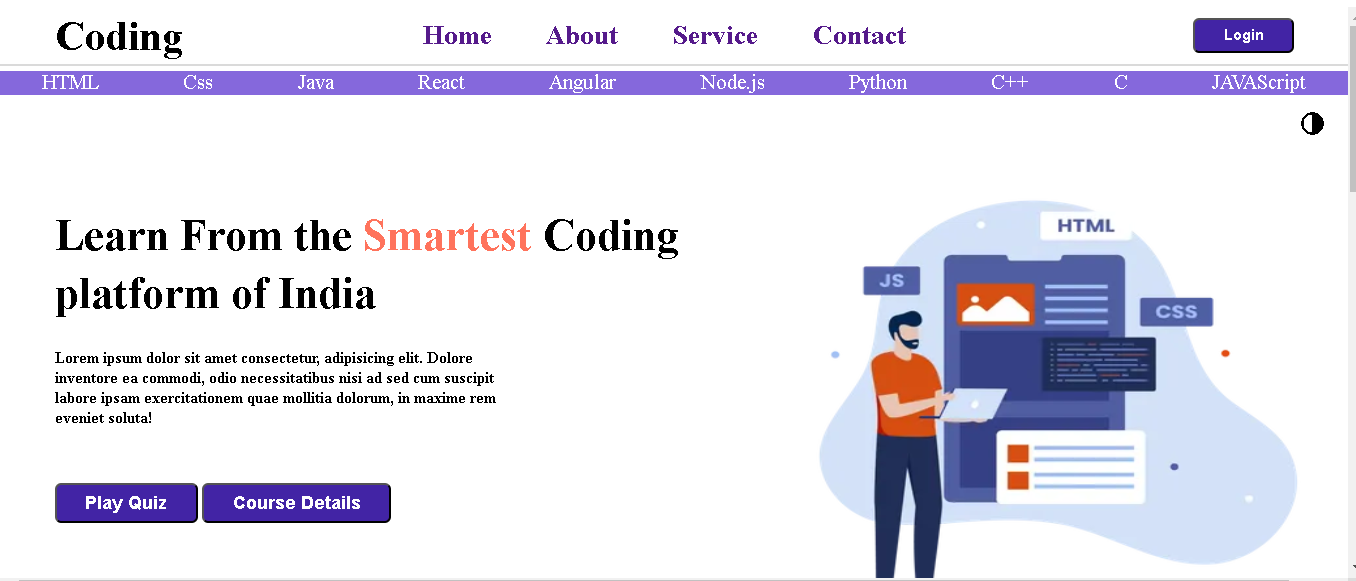 Coding Home About Service Contact Login
HTML Css Java React Angular Node.js Python C++ C JAVAScript
Learn From the Smartest Coding
platform of India
Lorem ipsum dolor sit amet consectetur, adipisicing elit. Dolore
inventore ea commodi, odio necessitatibus nisi ad sed cum suscipit
labore ipsam exercitationem quae mollitia dolorum, in maxime rem
eveniet soluta!
Play Quiz Course Details
HTML
JS
CSS